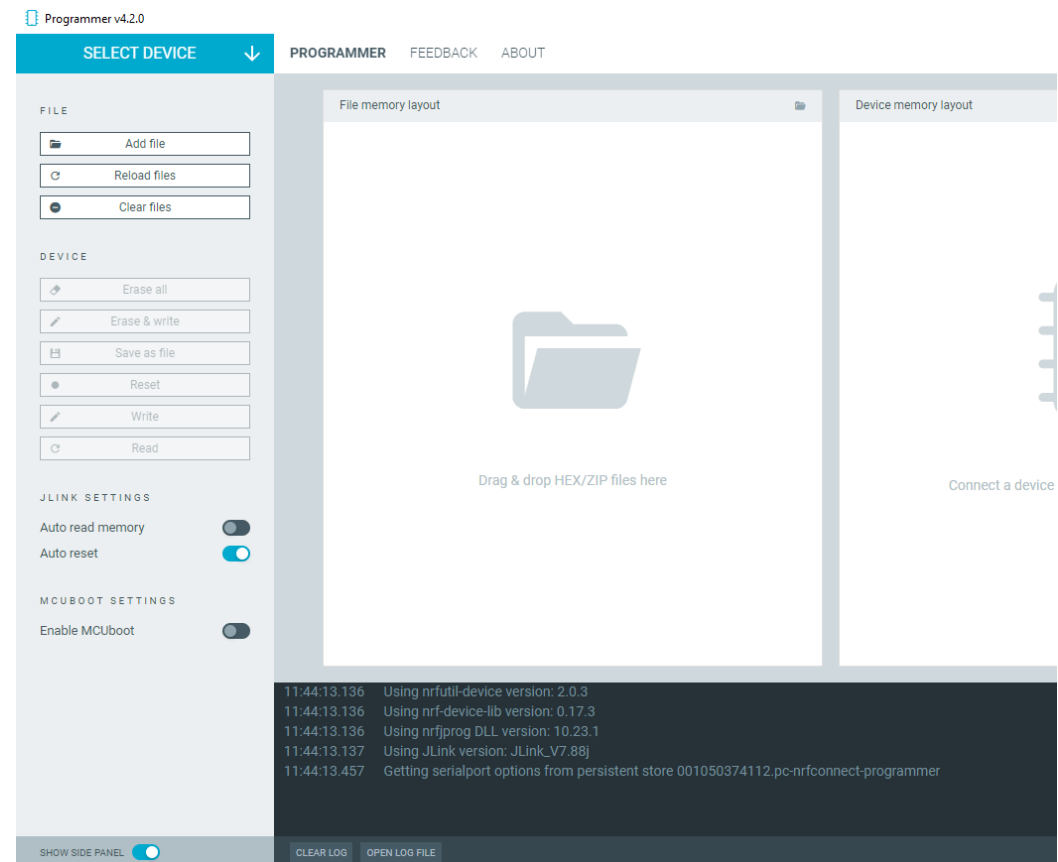 Programmer v4.2.0
SELECT DEVICE
PROGRAMMER FEEDBACK ABOUT
FILE
Add file
Reload files
Clear files
DEVICE
Erase all
Erase & write
Save as file
Reset
Write
Read
JLINK SETTINGS
Auto read memory
Auto reset
MCUBOOT SETTINGS
Enable MCUboot
File memory layout
Drag & drop HEX/ZIP files here
Device memory layout
Connect a device
11:44:13.136 Using nrfutil-device version: 2.0.3
11:44:13.136 Using nrf-device-lib version: 0.17.3
11:44:13.136 Using nrfjprog DLL version: 10.23.1
11:44:13.137 Using JLink version: JLink_V7.88j
11:44:13.457 Getting serialport options from persistent store 001050374112.pc-nrfconnect-programmer
SHOW SIDE PANEL
CLEAR LOG OPEN LOG FILE